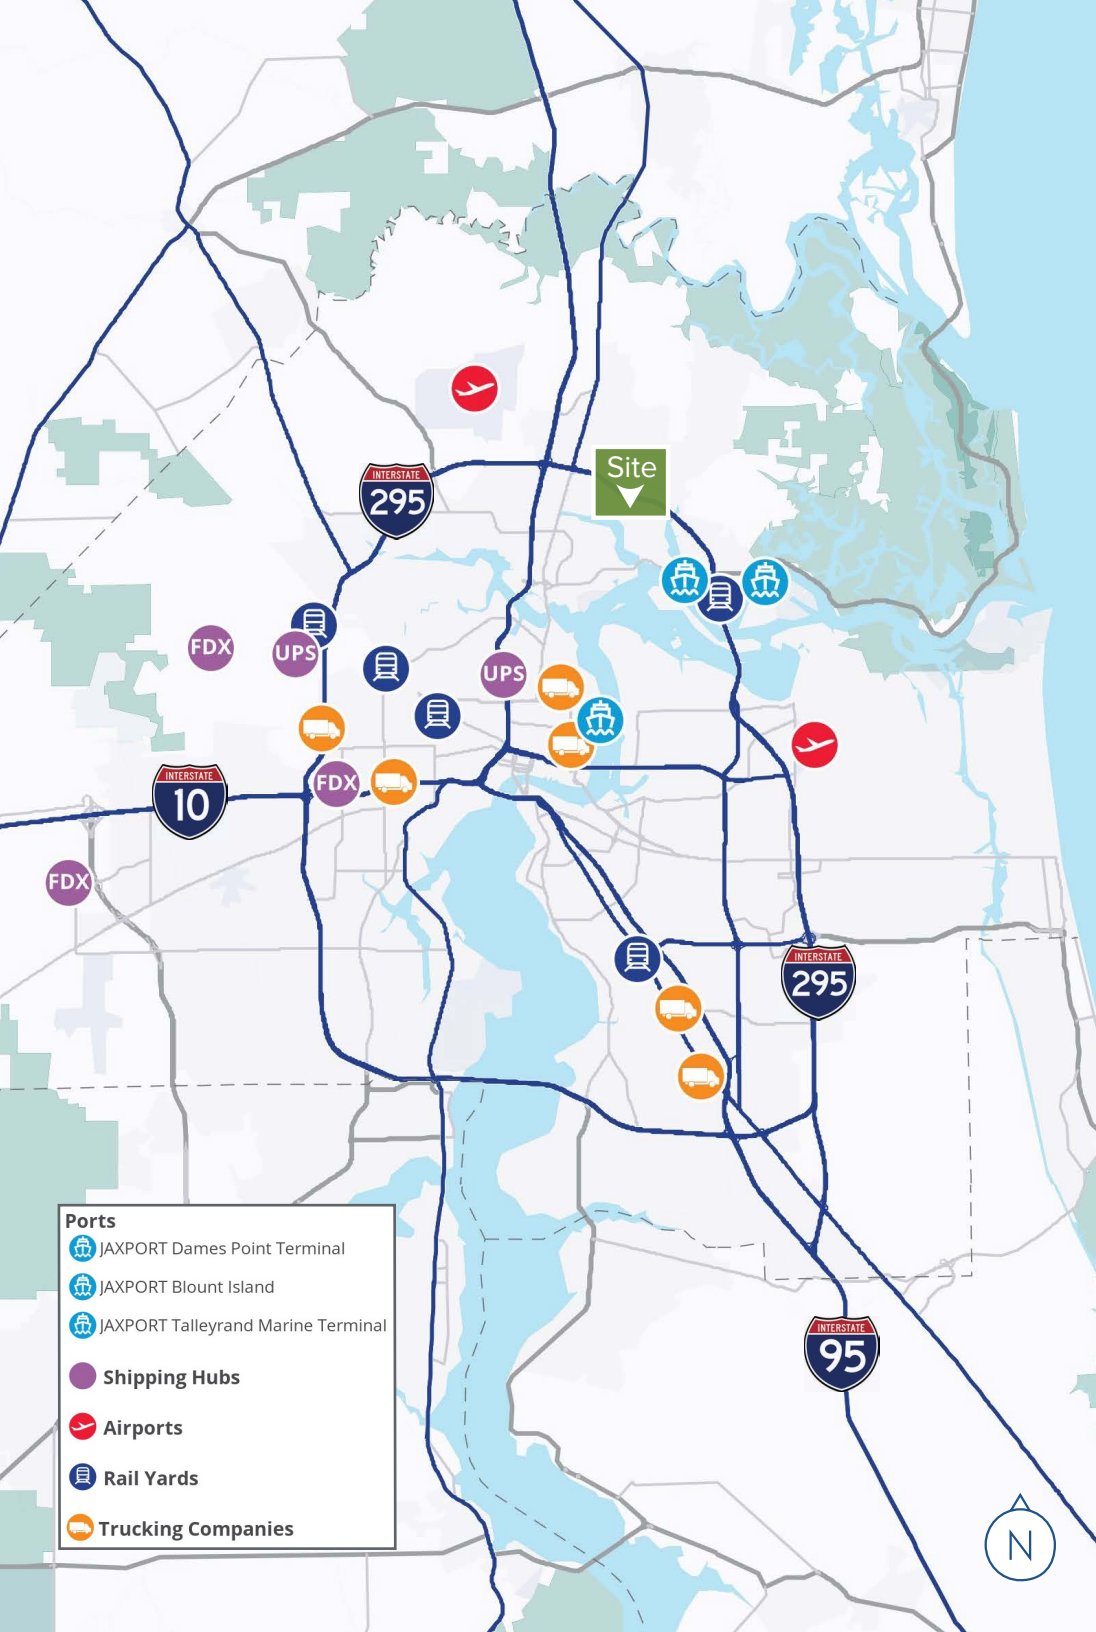 Site
INTERSTATE
295
FDX
UPS
UPS
INTERSTATE
10
FDX
FDX
INTERSTATE
295
Ports
JAXPORT Dames Point Terminal
JAXPORT Blount Island
JAXPORT Talleyrand Marine Terminal
Shipping Hubs
Airports
Rail Yards
Trucking Companies
INTERSTATE
95
N